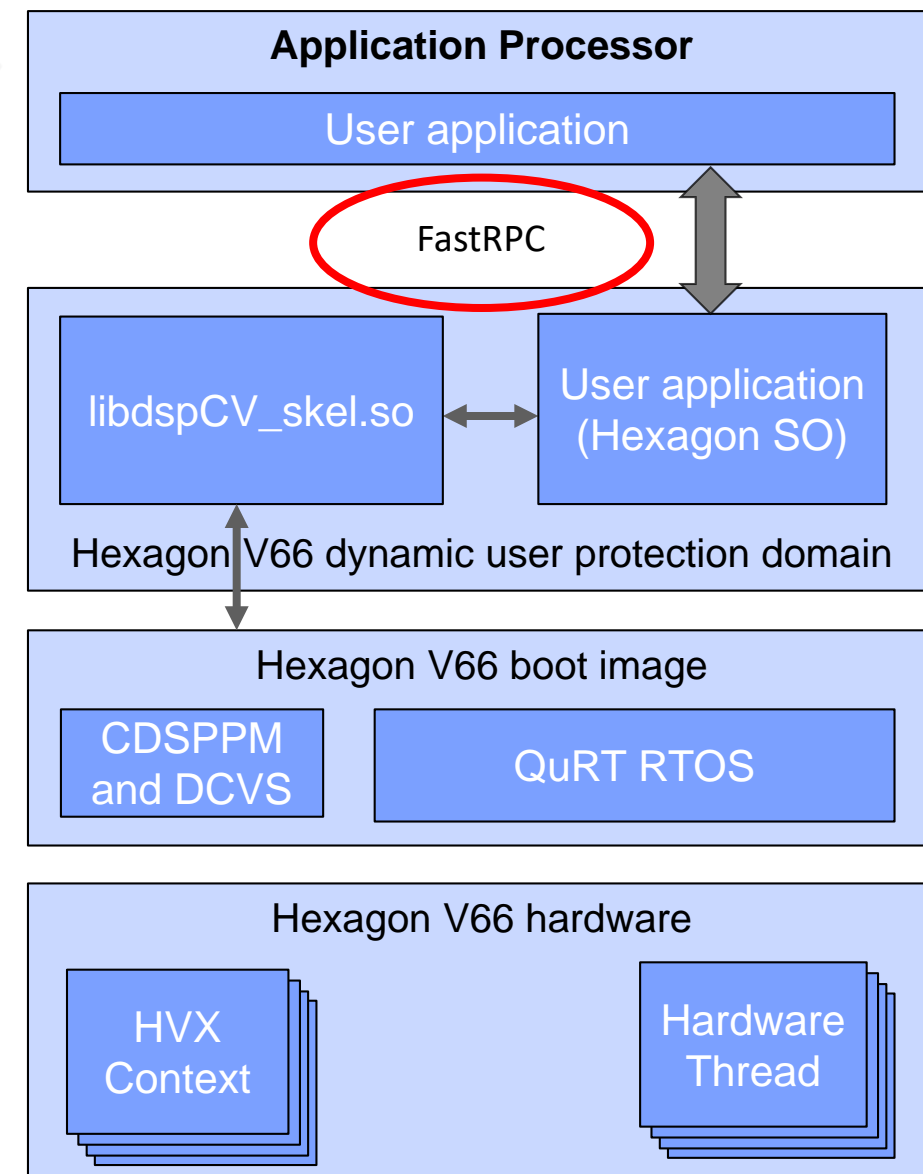 Application Processor
User application
FastRPC
libdspCV_skel.so
User application
(Hexagon SO)
Hexagon V66 dynamic user protection domain
Hexagon V66 boot image
CDSPPM
and DCVS
QuRT RTOS
Hexagon V66 hardware
HVX
Context
Hardware
Thread